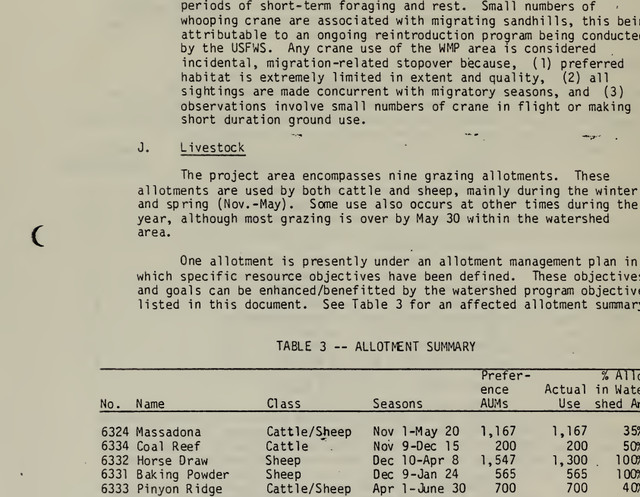 periods of short-term foraging and rest. Small numbers of
whooping crane are associated with migrating sandhills, this bein
attributable to an ongoing reintroduction program being conducte
by the USFWS. Any crane use of the WMP area is considered
incidental, migration-related stopover because, (1) preferred
habitat is extremely limited in extent and quality, (2) all
sightings are made concurrent with migratory seasons, and (3)
observations involve small numbers of crane in flight or making
short duration ground use.
J. Livestock
The project area encompasses nine grazing allotments. These
allotments are used by both cattle and sheep, mainly during the winter
and spring (Nov.-May). Some use also occurs at other times during the
year, although most grazing is over by May 30 within the watershed
area.
One allotment is presently under an allotment management plan in
which specific resource objectives have been defined. These objectives
and goals can be enhanced/benefitted by the watershed program objective
listed in this document. See Table 3 for an affected allotment summary
TABLE 3 -- ALLOTMENT SUMMARY
Prefer- % Allo
ence Actual in Wate
No. Name Class Seasons AUMs Use shed Ar
6324 Massadona Cattle/Sheep Nov 1-May 20 1,167 1,167 35%
6334 Coal Reef Cattle Nov 9-Dec 15 200 200 50%
6332 Horse Draw Sheep Dec 10-Apr 8 1,547 1,300 100%
6331 Baking Powder Sheep Dec 9-Jan 24 565 565 100%
6333 Pinyon Ridge Cattle/Sheep Apr 1-June 30 700 700 40%